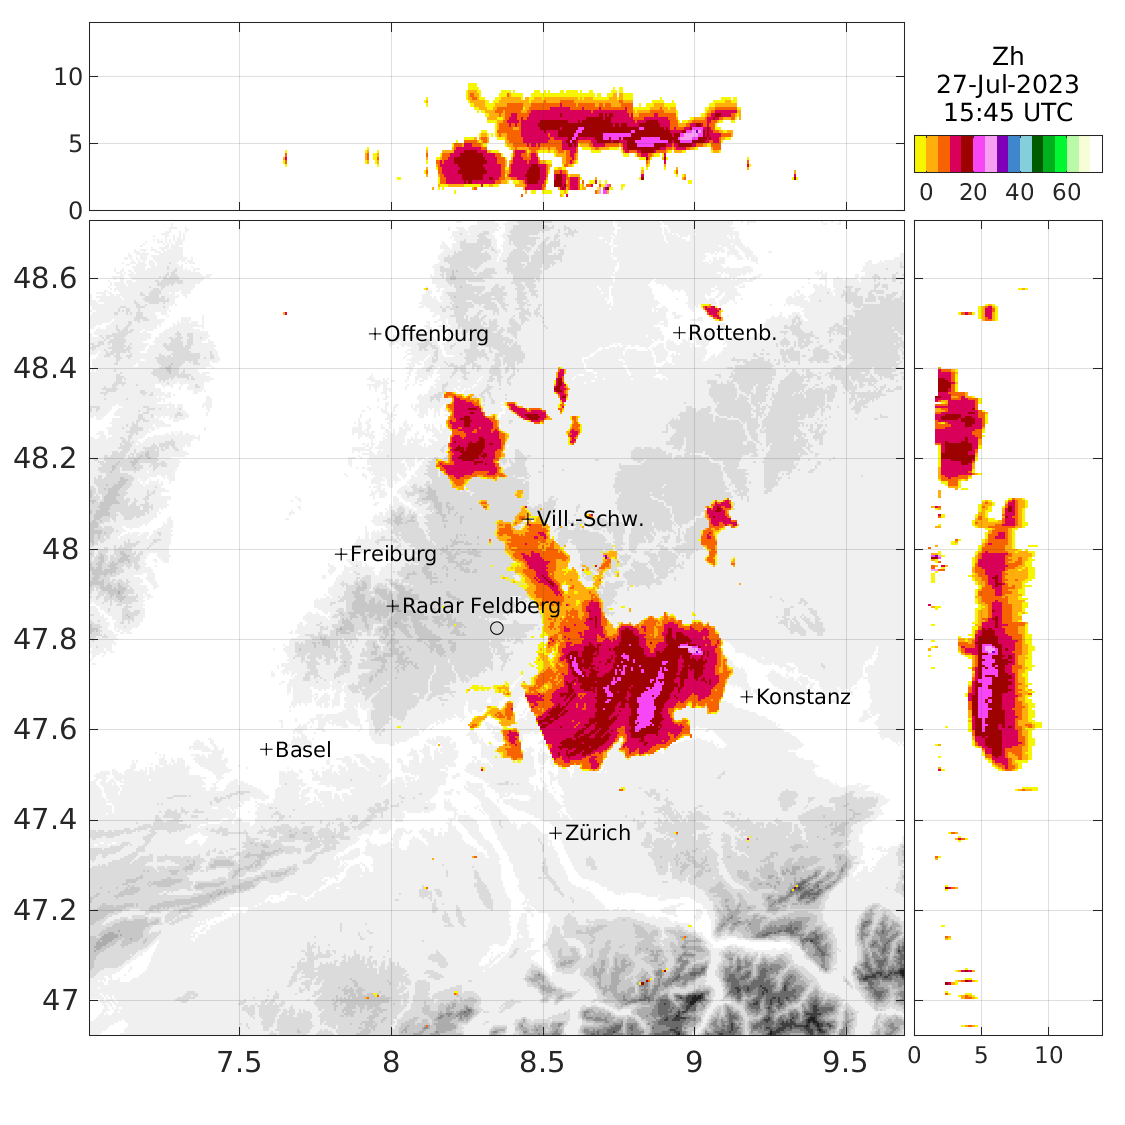 10
5
0
Zh
27-Jul-2023
15:45 UTC
0 20 40 60
48.6
48.4
48.2
48
47.8
47.6
47.4
47.2
47
+Offenburg
+Rottenb.
+Vill.-Schw.
+Freiburg
+Radar Feldberg
+Konstanz
+Basel
+Zürich
7.5 8 8.5 9 9.5
0 5 10